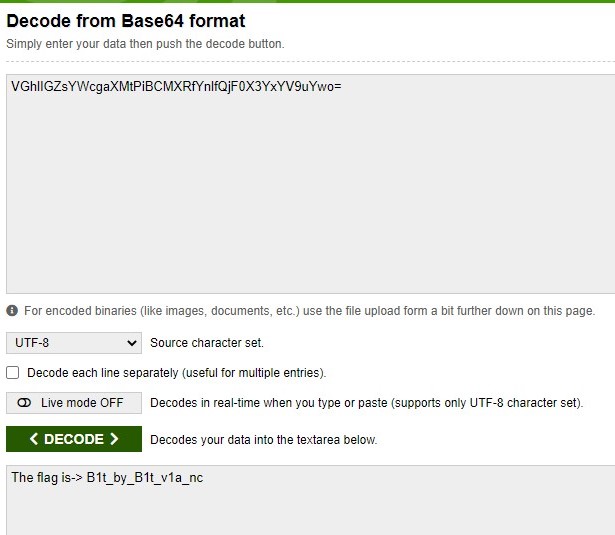 Decode from Base64 format
Simply enter your data then push the decode button.
VGhlIGZsYWcgaXMtPiBCMXRfYnlfQjF0X3YxYV9uYwo=
For encoded binaries (like images, documents, etc.) use the file upload form a bit further down on this page.
UTF-8 Source character set.
Decode each line separately (useful for multiple entries).
Live mode OFF Decodes in real-time when you type or paste (supports only UTF-8 character set).
< DECODE > Decodes your data into the textarea below.
The flag is-> B1t_by_B1t_v1a_nc